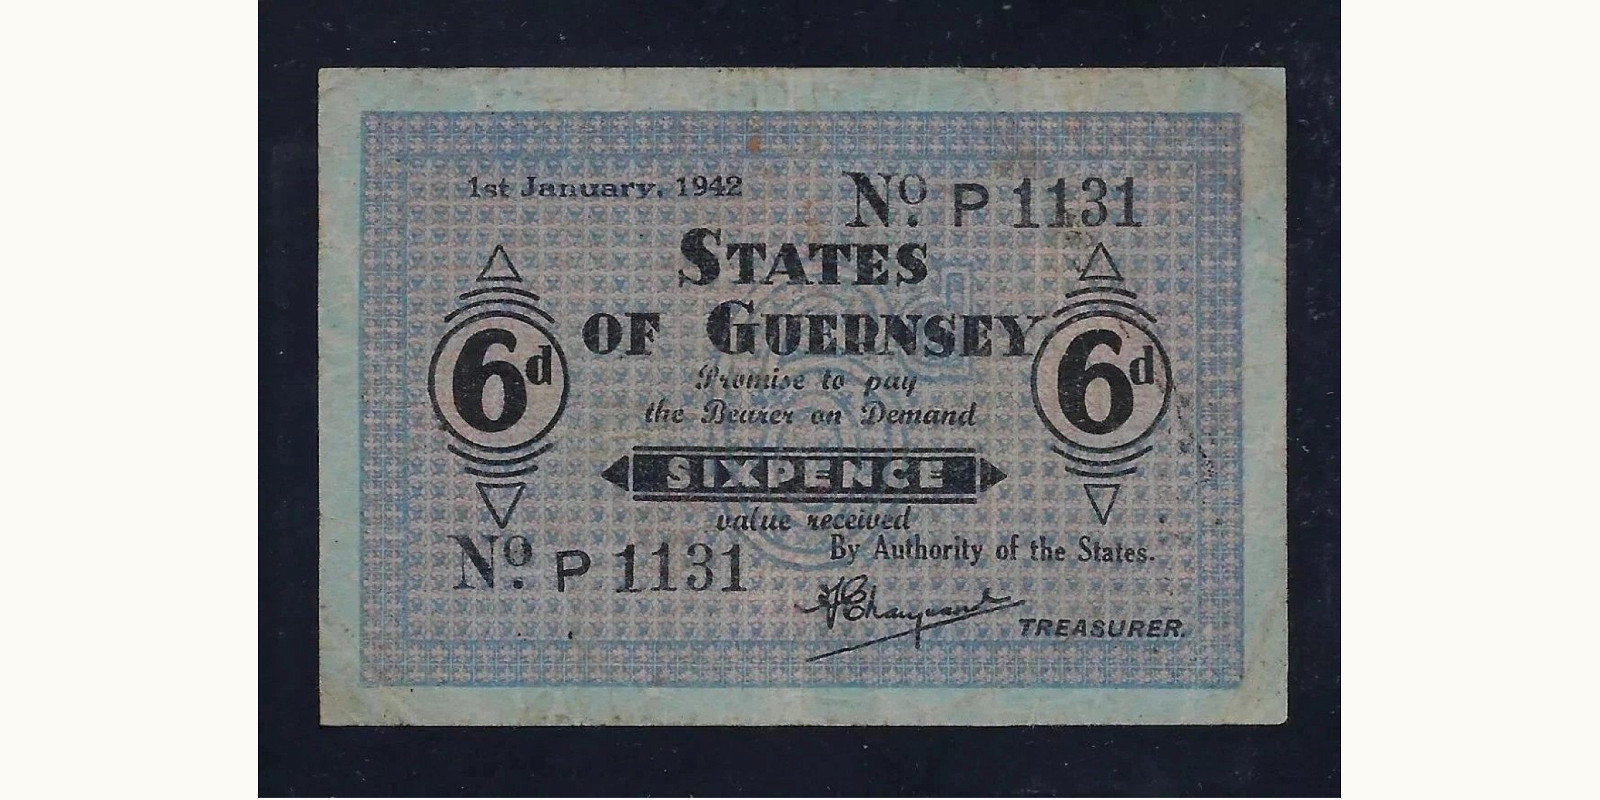 1st January, 1942
No. P 1131
STATES
OF GUERNSEY
6d
6d
Promise to pay
the Bearer on Demand
SIXPENCE
value received
No. P 1131
By Authority of the States.
TREASURER.